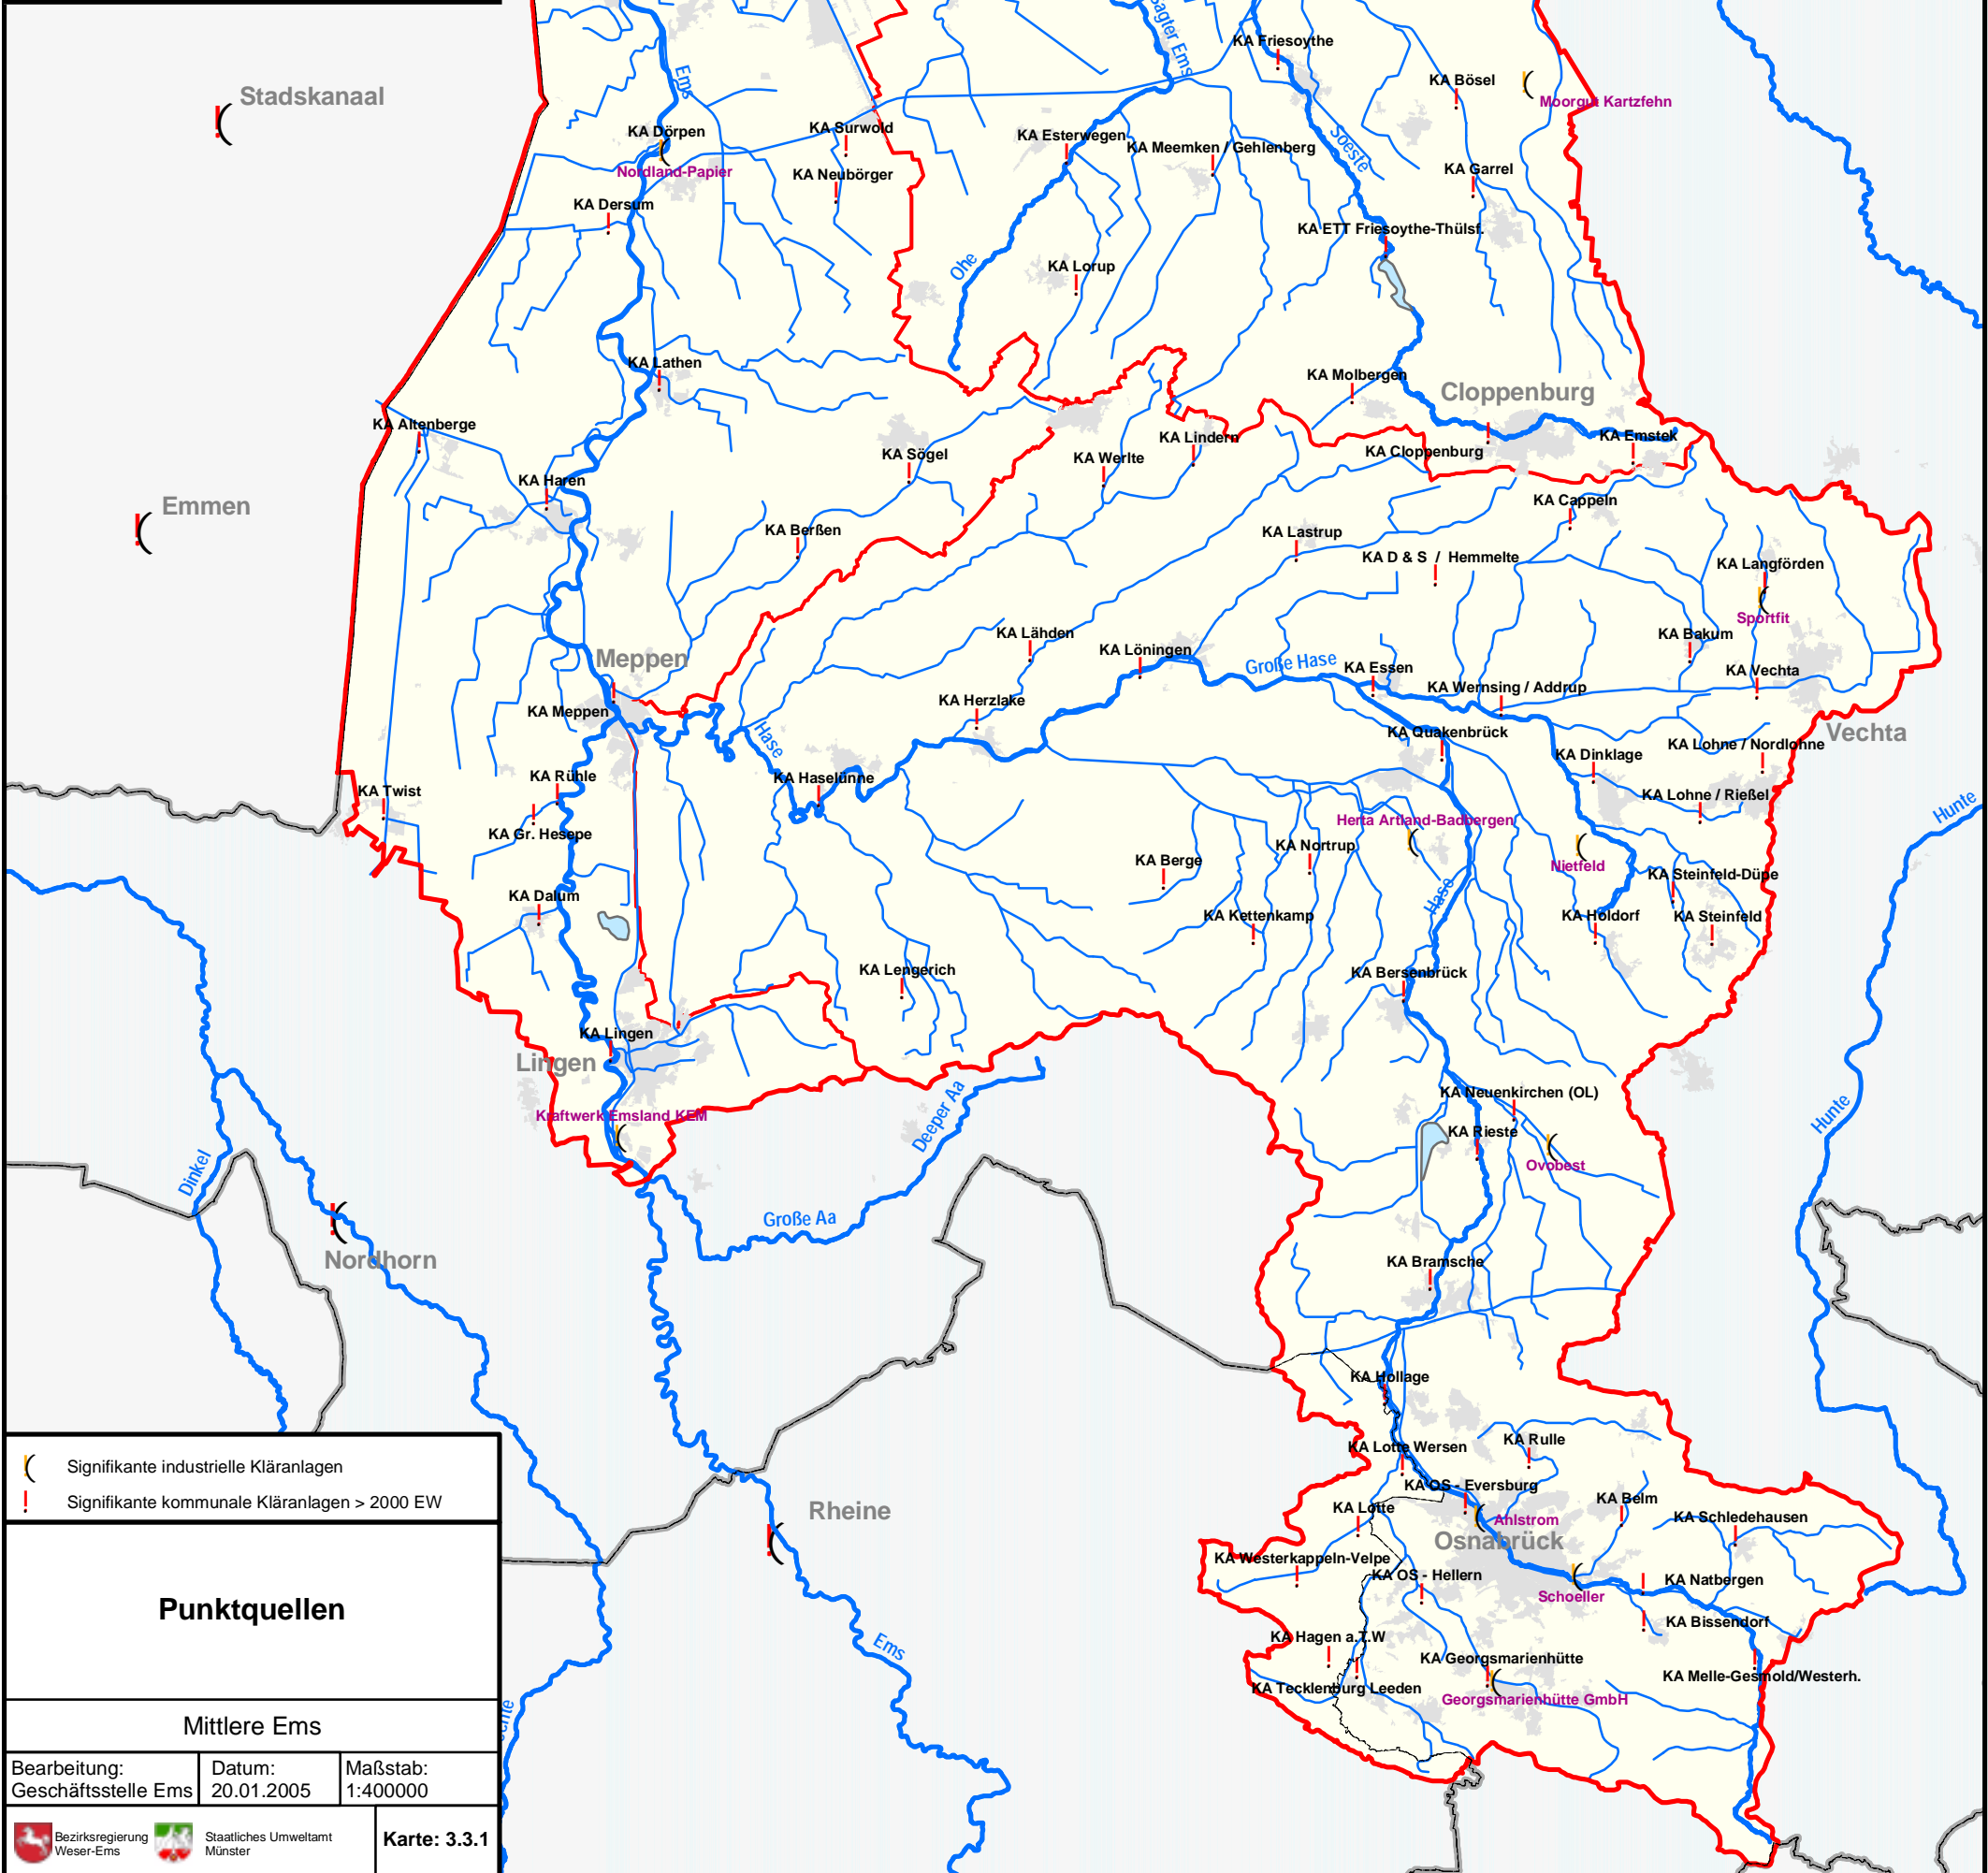 Sagter Ems
KA Friesoythe
KA Bösel
Moorgut Kartzfehn
Stadskanaal
Ems
KA Dörpen
Nordland-Papier
KA Surwold
KA Neubörger
KA Esterwegen
KA Meemken / Gehlenberg
Soeste
KA Garrel
KA Dersum
KA ETT Friesoythe-Thülsf.
Ohe
KA Lorup
KA Lathen
KA Molbergen
Cloppenburg
KA Altenberge
KA Lindern
KA Cloppenburg
KA Emstek
KA Sögel
KA Werlte
KA Haren
Emmen
KA Cappeln
KA Berßen
KA Lastrup
KA D & S / Hemmelte
KA Langförden
Sportfit
KA Lähden
KA Bakum
Meppen
KA Löningen
Große Hase
KA Essen
KA Vechta
KA Wernsing / Addrup
KA Herzlake
KA Meppen
Hase
KA Quakenbrück
Vechta
KA Lohne / Nordlohne
KA Dinklage
KA Rühle
KA Haselünne
KA Twist
KA Lohne / Rießel
Hunte
KA Gr. Hesepe
Herta Artland-Badbergen
KA Nortrup
KA Berge
Nietfeld
KA Steinfeld-Düpe
KA Dalum
Hase
KA Kettenkamp
KA Holdorf
KA Steinfeld
KA Lengerich
KA Bersenbrück
KA Lingen
Lingen
KA Neuenkirchen (OL)
Kraftwerk Emsland KEM
Deeper Aa
Hunte
KA Rieste
Ovobest
Dinkel
Große Aa
Nordhorn
KA Bramsche
KA Hollage
KA Rulle
KA Lotte Wersen
Signifikante industrielle Kläranlagen
Signifikante kommunale Kläranlagen > 2000 EW
KA OS - Eversburg
KA Belm
Rheine
KA Lotte
Ahlstrom
KA Schledehausen
Osnabrück
KA Westerkappeln-Velpe
KA OS - Hellern
KA Natbergen
Schoeller
Punktquellen
KA Bissendorf
Ems
KA Hagen a.T.W
KA Georgsmarienhütte
KA Melle-Gesmold/Westerh.
KA Tecklenburg Leeden
Georgsmarienhütte GmbH
Mittlere Ems
Bearbeitung:
Geschäftsstelle Ems
Datum:
20.01.2005
Maßstab:
1:400000
Bezirksregierung
Weser-Ems
Staatliches Umweltamt
Münster
Karte: 3.3.1